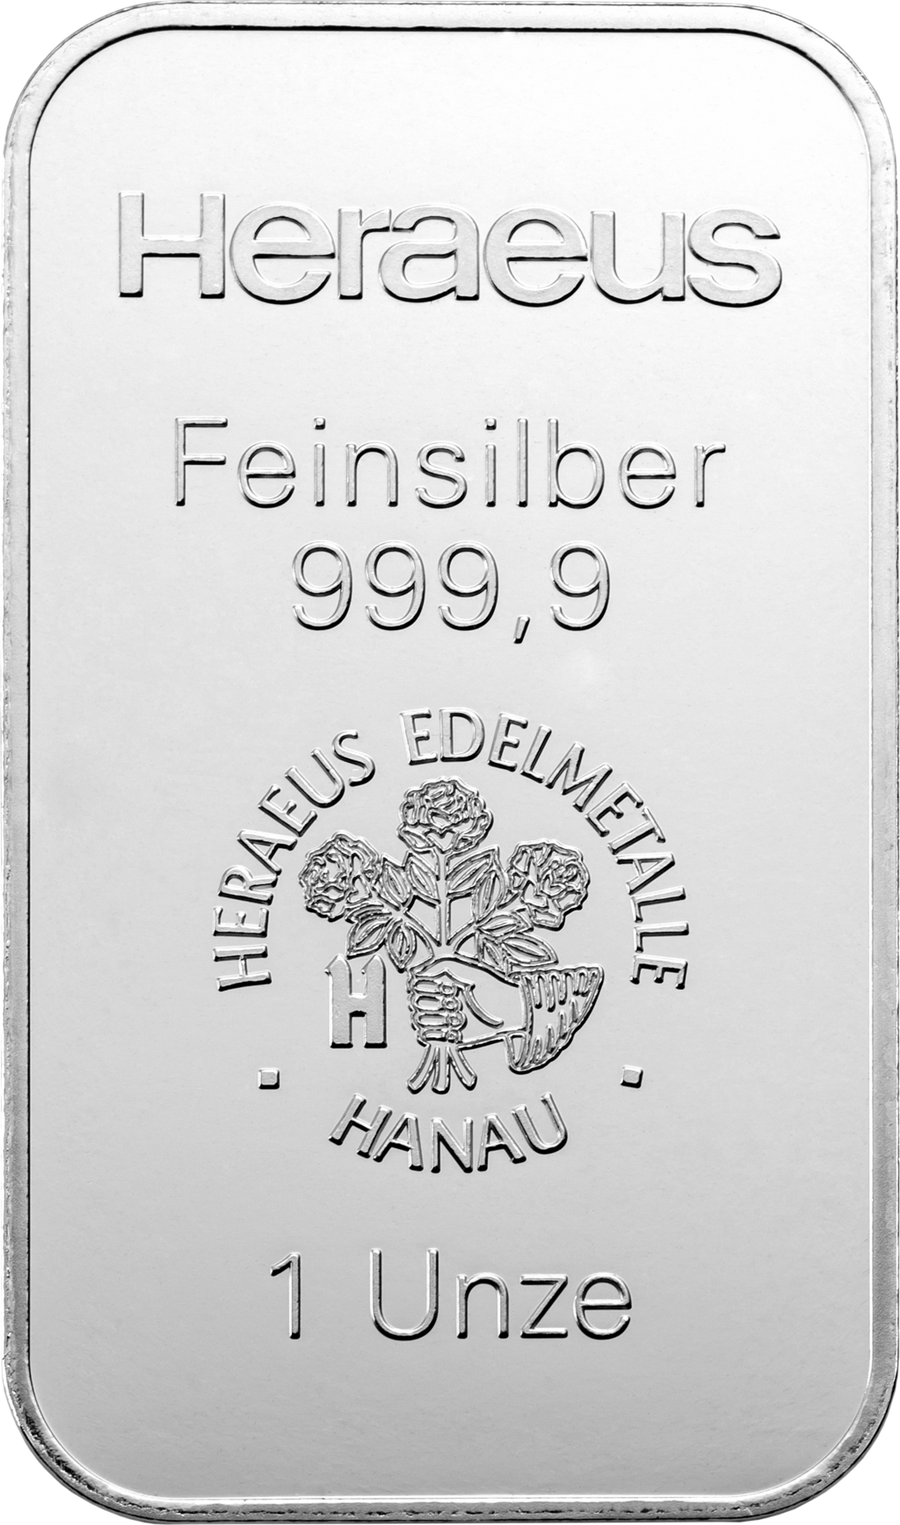 Heraeus
Feinsilber
999,9
HERAEUS EDELMETALLE
H
HANAU
1 Unze